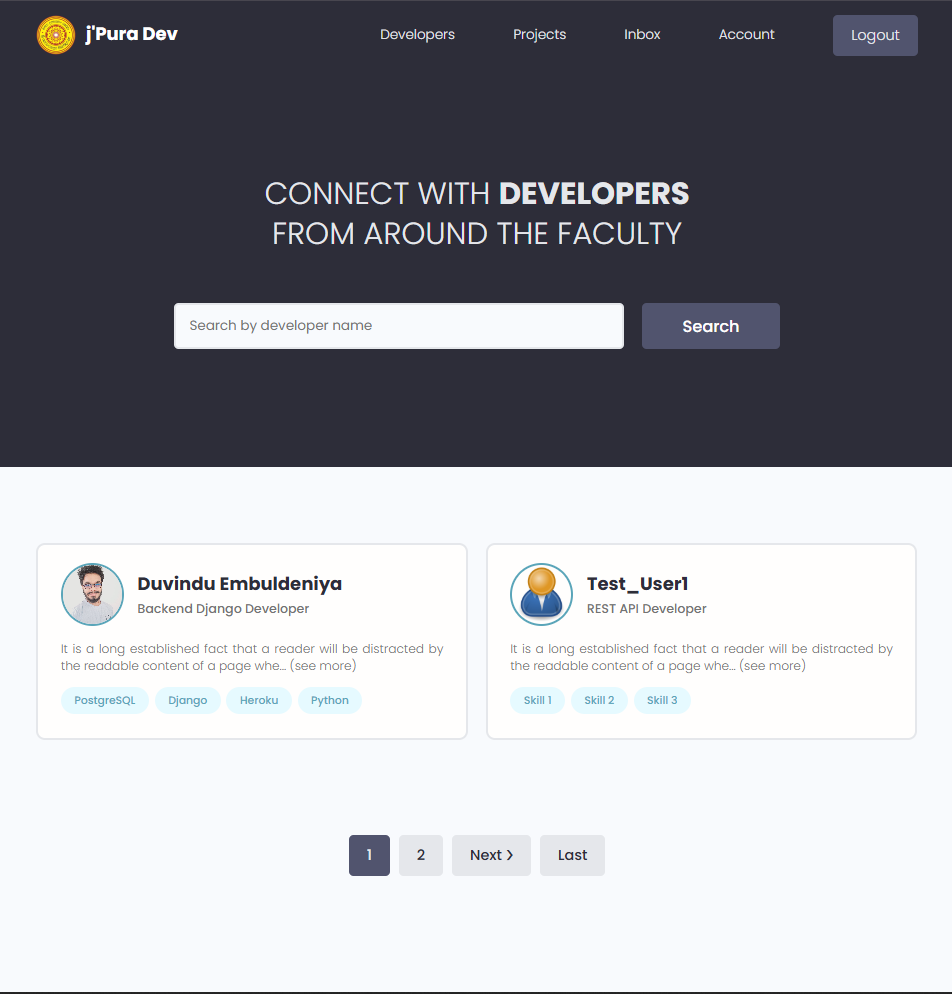 j'Pura Dev
Developers Projects Inbox Account Logout
CONNECT WITH DEVELOPERS
FROM AROUND THE FACULTY
Search by developer name Search
Duvindu Embuldeniya
Backend Django Developer
It is a long established fact that a reader will be distracted by
the readable content of a page whe... (see more)
PostgreSQL Django Heroku Python
Test_User1
REST API Developer
It is a long established fact that a reader will be distracted by
the readable content of a page whe... (see more)
Skill 1 Skill 2 Skill 3
1 2 Next ❯ Last